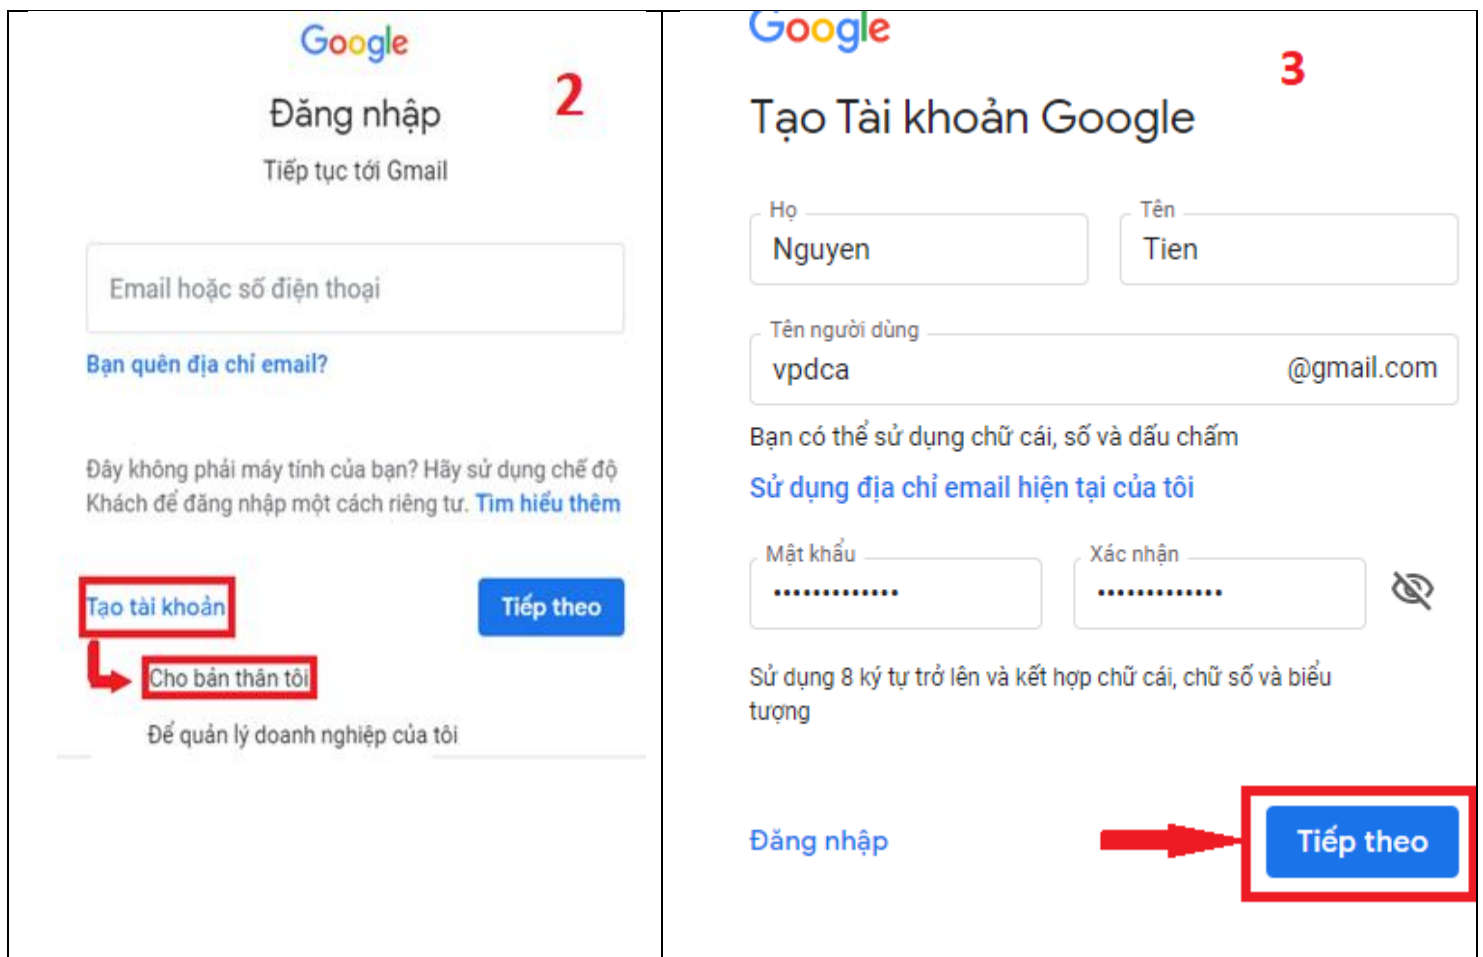 Google
2
Đăng nhập
Tiếp tục tới Gmail
Email hoặc số điện thoại
Bạn quên địa chỉ email?
Đây không phải máy tính của bạn? Hãy sử dụng chế độ
Khách để đăng nhập một cách riêng tư. Tìm hiểu thêm
Tạo tài khoản
Tiếp theo
Cho bản thân tôi
Để quản lý doanh nghiệp của tôi
Google
3
Tạo Tài khoản Google
Họ
Nguyen
Tên
Tien
Tên người dùng
vpdca
@gmail.com
Bạn có thể sử dụng chữ cái, số và dấu chấm
Sử dụng địa chỉ email hiện tại của tôi
Mật khẩu
•••••••••••••
Xác nhận
•••••••••••••
Sử dụng 8 ký tự trở lên và kết hợp chữ cái, chữ số và biểu
tượng
Đăng nhập
Tiếp theo